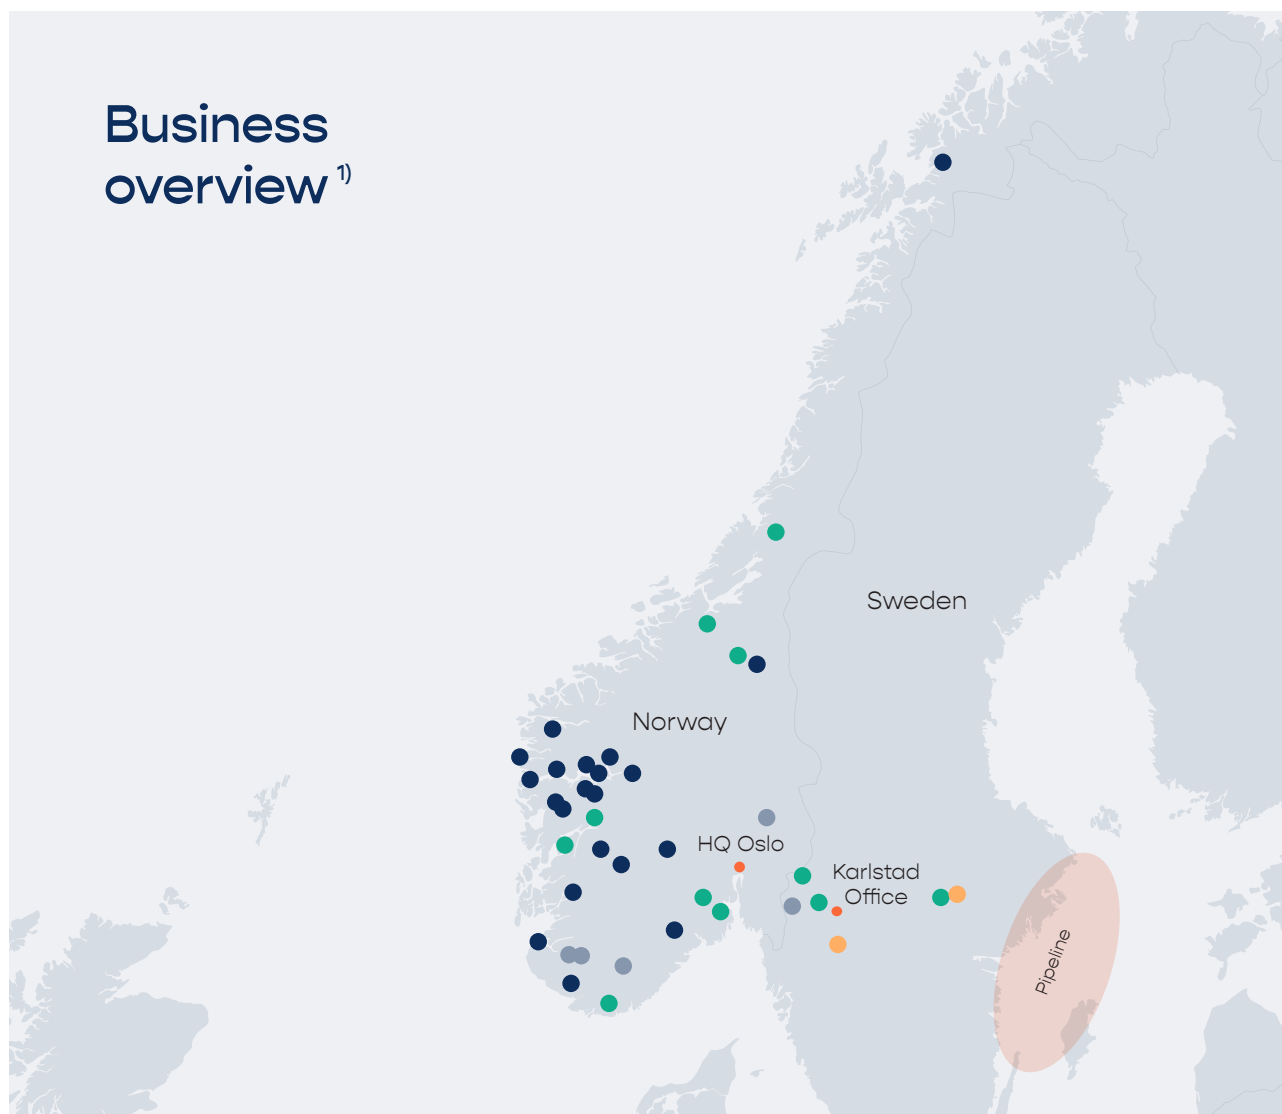 Business
overview 1)
Sweden
Norway
HQ Oslo
Karlstad
Office
Pipeline